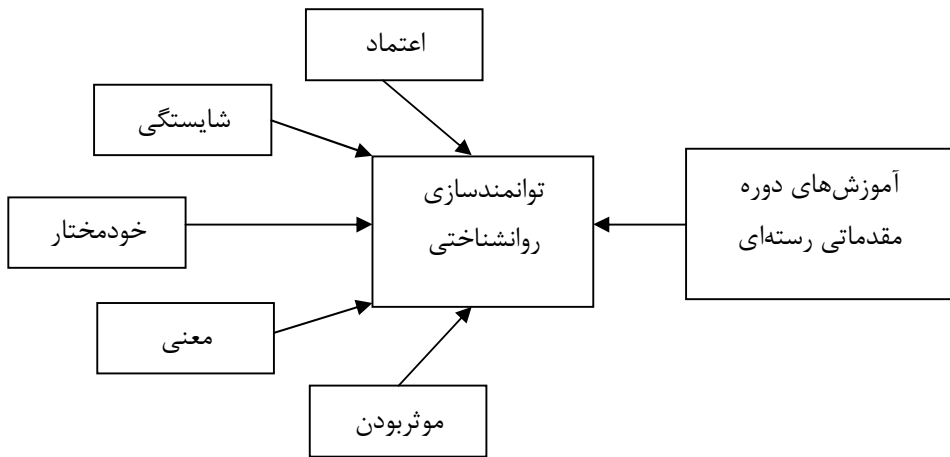 اعتماد
شایستگی
توانمندسازی
روانشناختی
آموزش‌های دوره
مقدماتی رسته‌ای
خودمختار
معنی
موثربودن